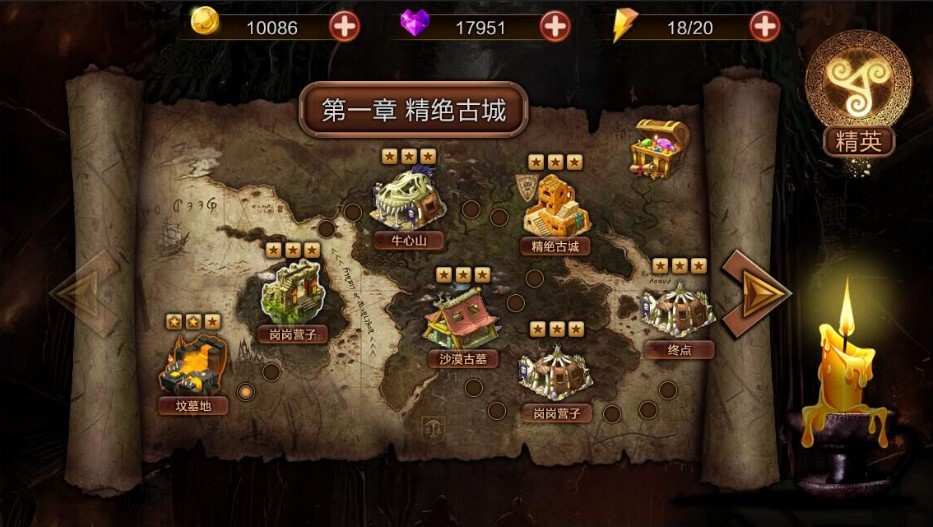 10086
17951
18/20
第一章 精绝古城
精英
牛心山
精绝古城
岗岗营子
终点
沙漠古墓
坟墓地
岗岗营子